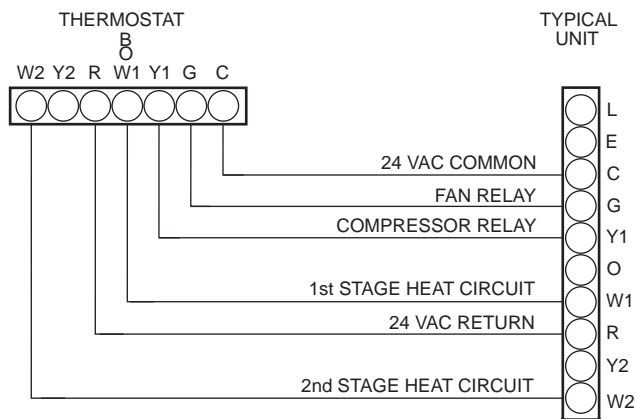 THERMOSTAT
B
O
W2 Y2 R W1 Y1 G C
TYPICAL
UNIT
L
E
24 VAC COMMON C
FAN RELAY G
COMPRESSOR RELAY Y1
O
1st STAGE HEAT CIRCUIT W1
24 VAC RETURN R
Y2
2nd STAGE HEAT CIRCUIT W2